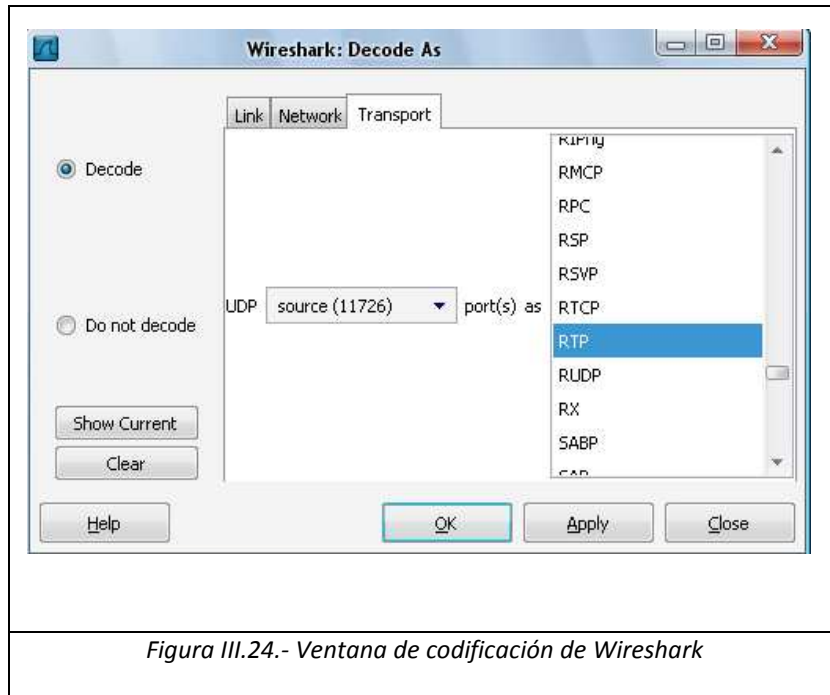 Wireshark: Decode As
Link Network Transport
Decode
Do not decode
Show Current
Clear
UDP source (11726) port(s) as
RMCP
RPC
RSP
RSVP
RTCP
RTP
RUDP
RX
SABP
Help OK Apply Close
Figura III.24.- Ventana de codificación de Wireshark